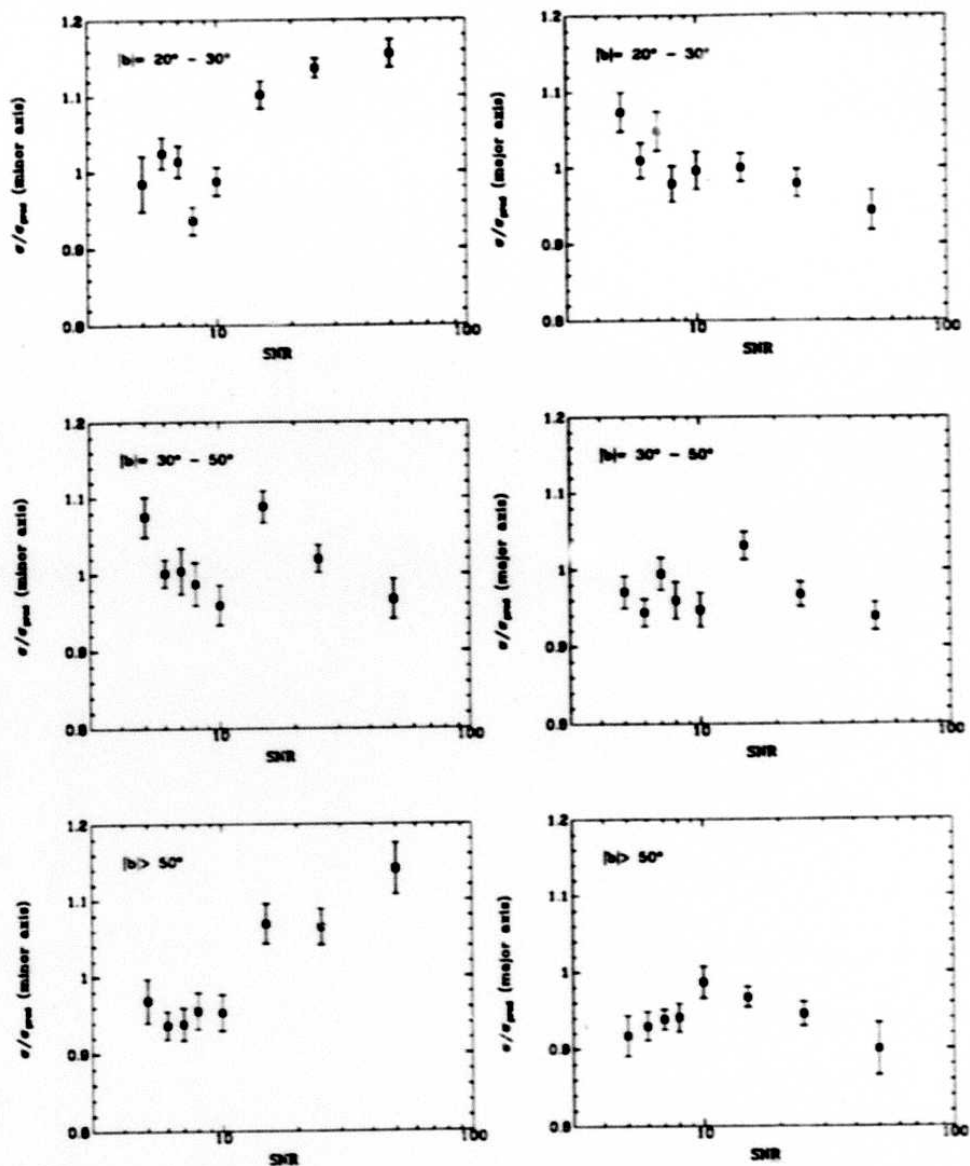 1.2
1.1
1
0.9
0.8
|b|= 20° - 30°
σ/σpred (minor axis)
10
100
SNR
1.2
1.1
1
0.9
0.8
|b|= 20° - 30°
σ/σpred (major axis)
10
100
SNR
1.2
1.1
1
0.9
0.8
|b|= 30° - 50°
σ/σpred (minor axis)
10
100
SNR
1.2
1.1
1
0.9
0.8
|b|= 30° - 50°
σ/σpred (major axis)
10
100
SNR
1.2
1.1
1
0.9
0.8
|b|> 50°
σ/σpred (minor axis)
10
100
SNR
1.2
1.1
1
0.9
0.8
|b|> 50°
σ/σpred (major axis)
10
100
SNR